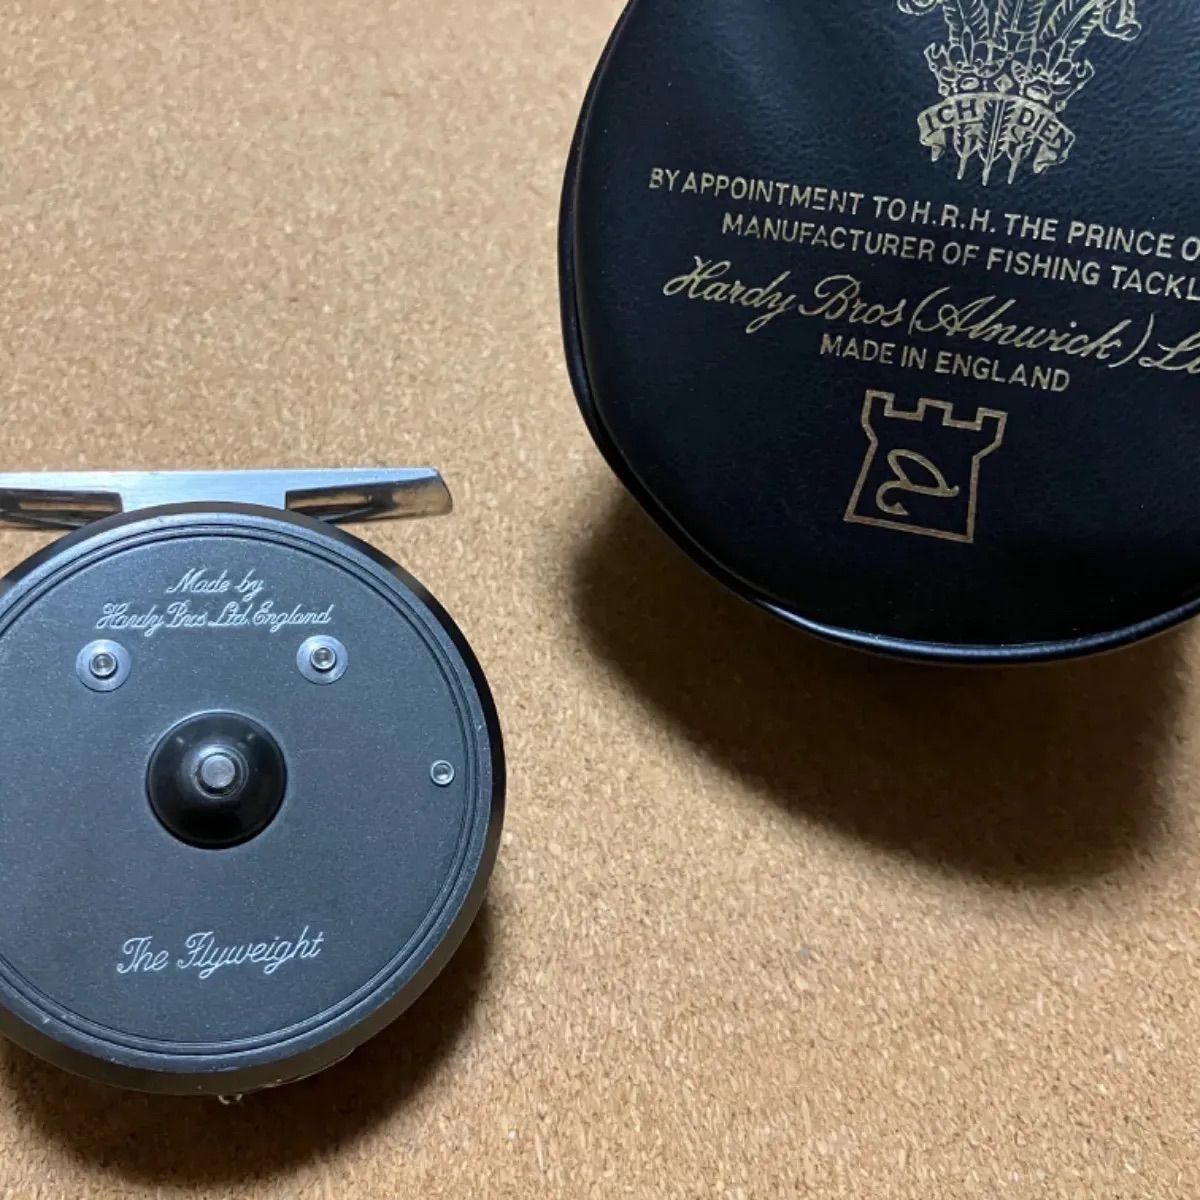 ICH DIEN
BY APPOINTMENT TO H.R.H. THE PRINCE
MANUFACTURER OF FISHING TACKL
Hardy Bros (Alnwick)
MADE IN ENGLAND
a
Made by
Hardy Bros. Ltd. England
The Flyweight